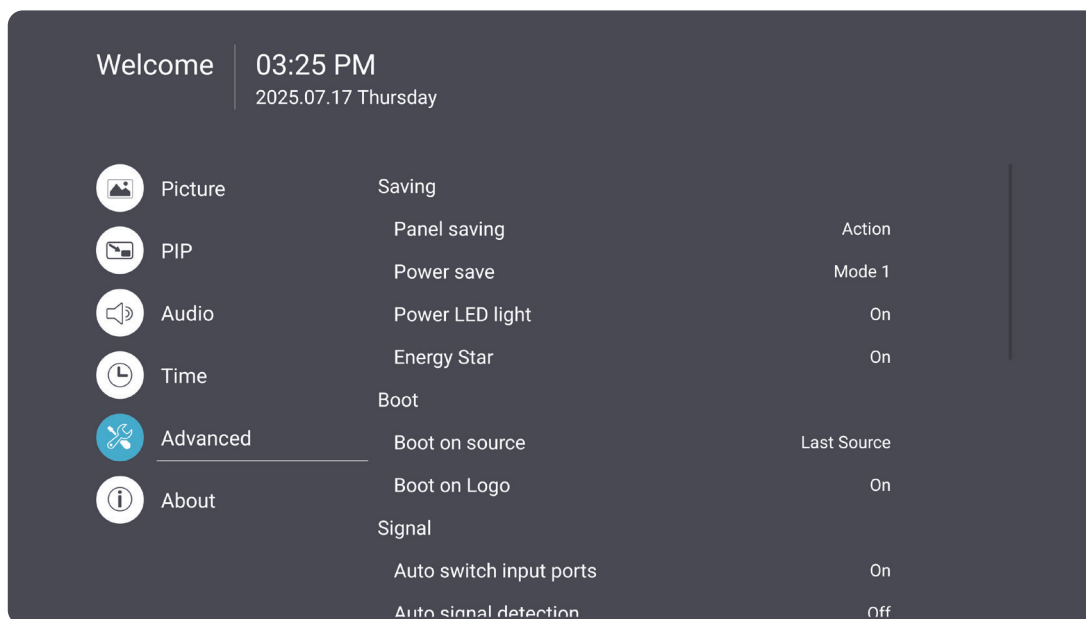 Welcome
03:25 PM
2025.07.17 Thursday
Picture
PIP
Audio
Time
Advanced
About
Saving
Panel saving Action
Power save Mode 1
Power LED light On
Energy Star On
Boot
Boot on source Last Source
Boot on Logo On
Signal
Auto switch input ports On
Auto signal detection Off